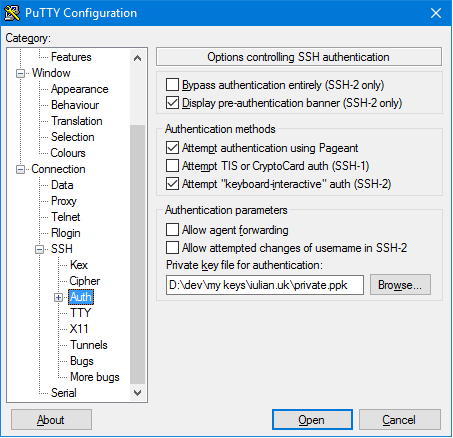 PuTTY Configuration
Category:
Features
Window
Appearance
Behaviour
Translation
Selection
Colours
Connection
Data
Proxy
Telnet
Rlogin
SSH
Kex
Cipher
Auth
TTY
X11
Tunnels
Bugs
More bugs
Serial
Options controlling SSH authentication
Bypass authentication entirely (SSH-2 only)
Display pre-authentication banner (SSH-2 only)
Authentication methods
Attempt authentication using Pageant
Attempt TIS or CryptoCard auth (SSH-1)
Attempt "keyboard-interactive" auth (SSH-2)
Authentication parameters
Allow agent forwarding
Allow attempted changes of username in SSH-2
Private key file for authentication:
D:\dev\my keys\iulian.uk\private.ppk
Browse...
About
Open
Cancel